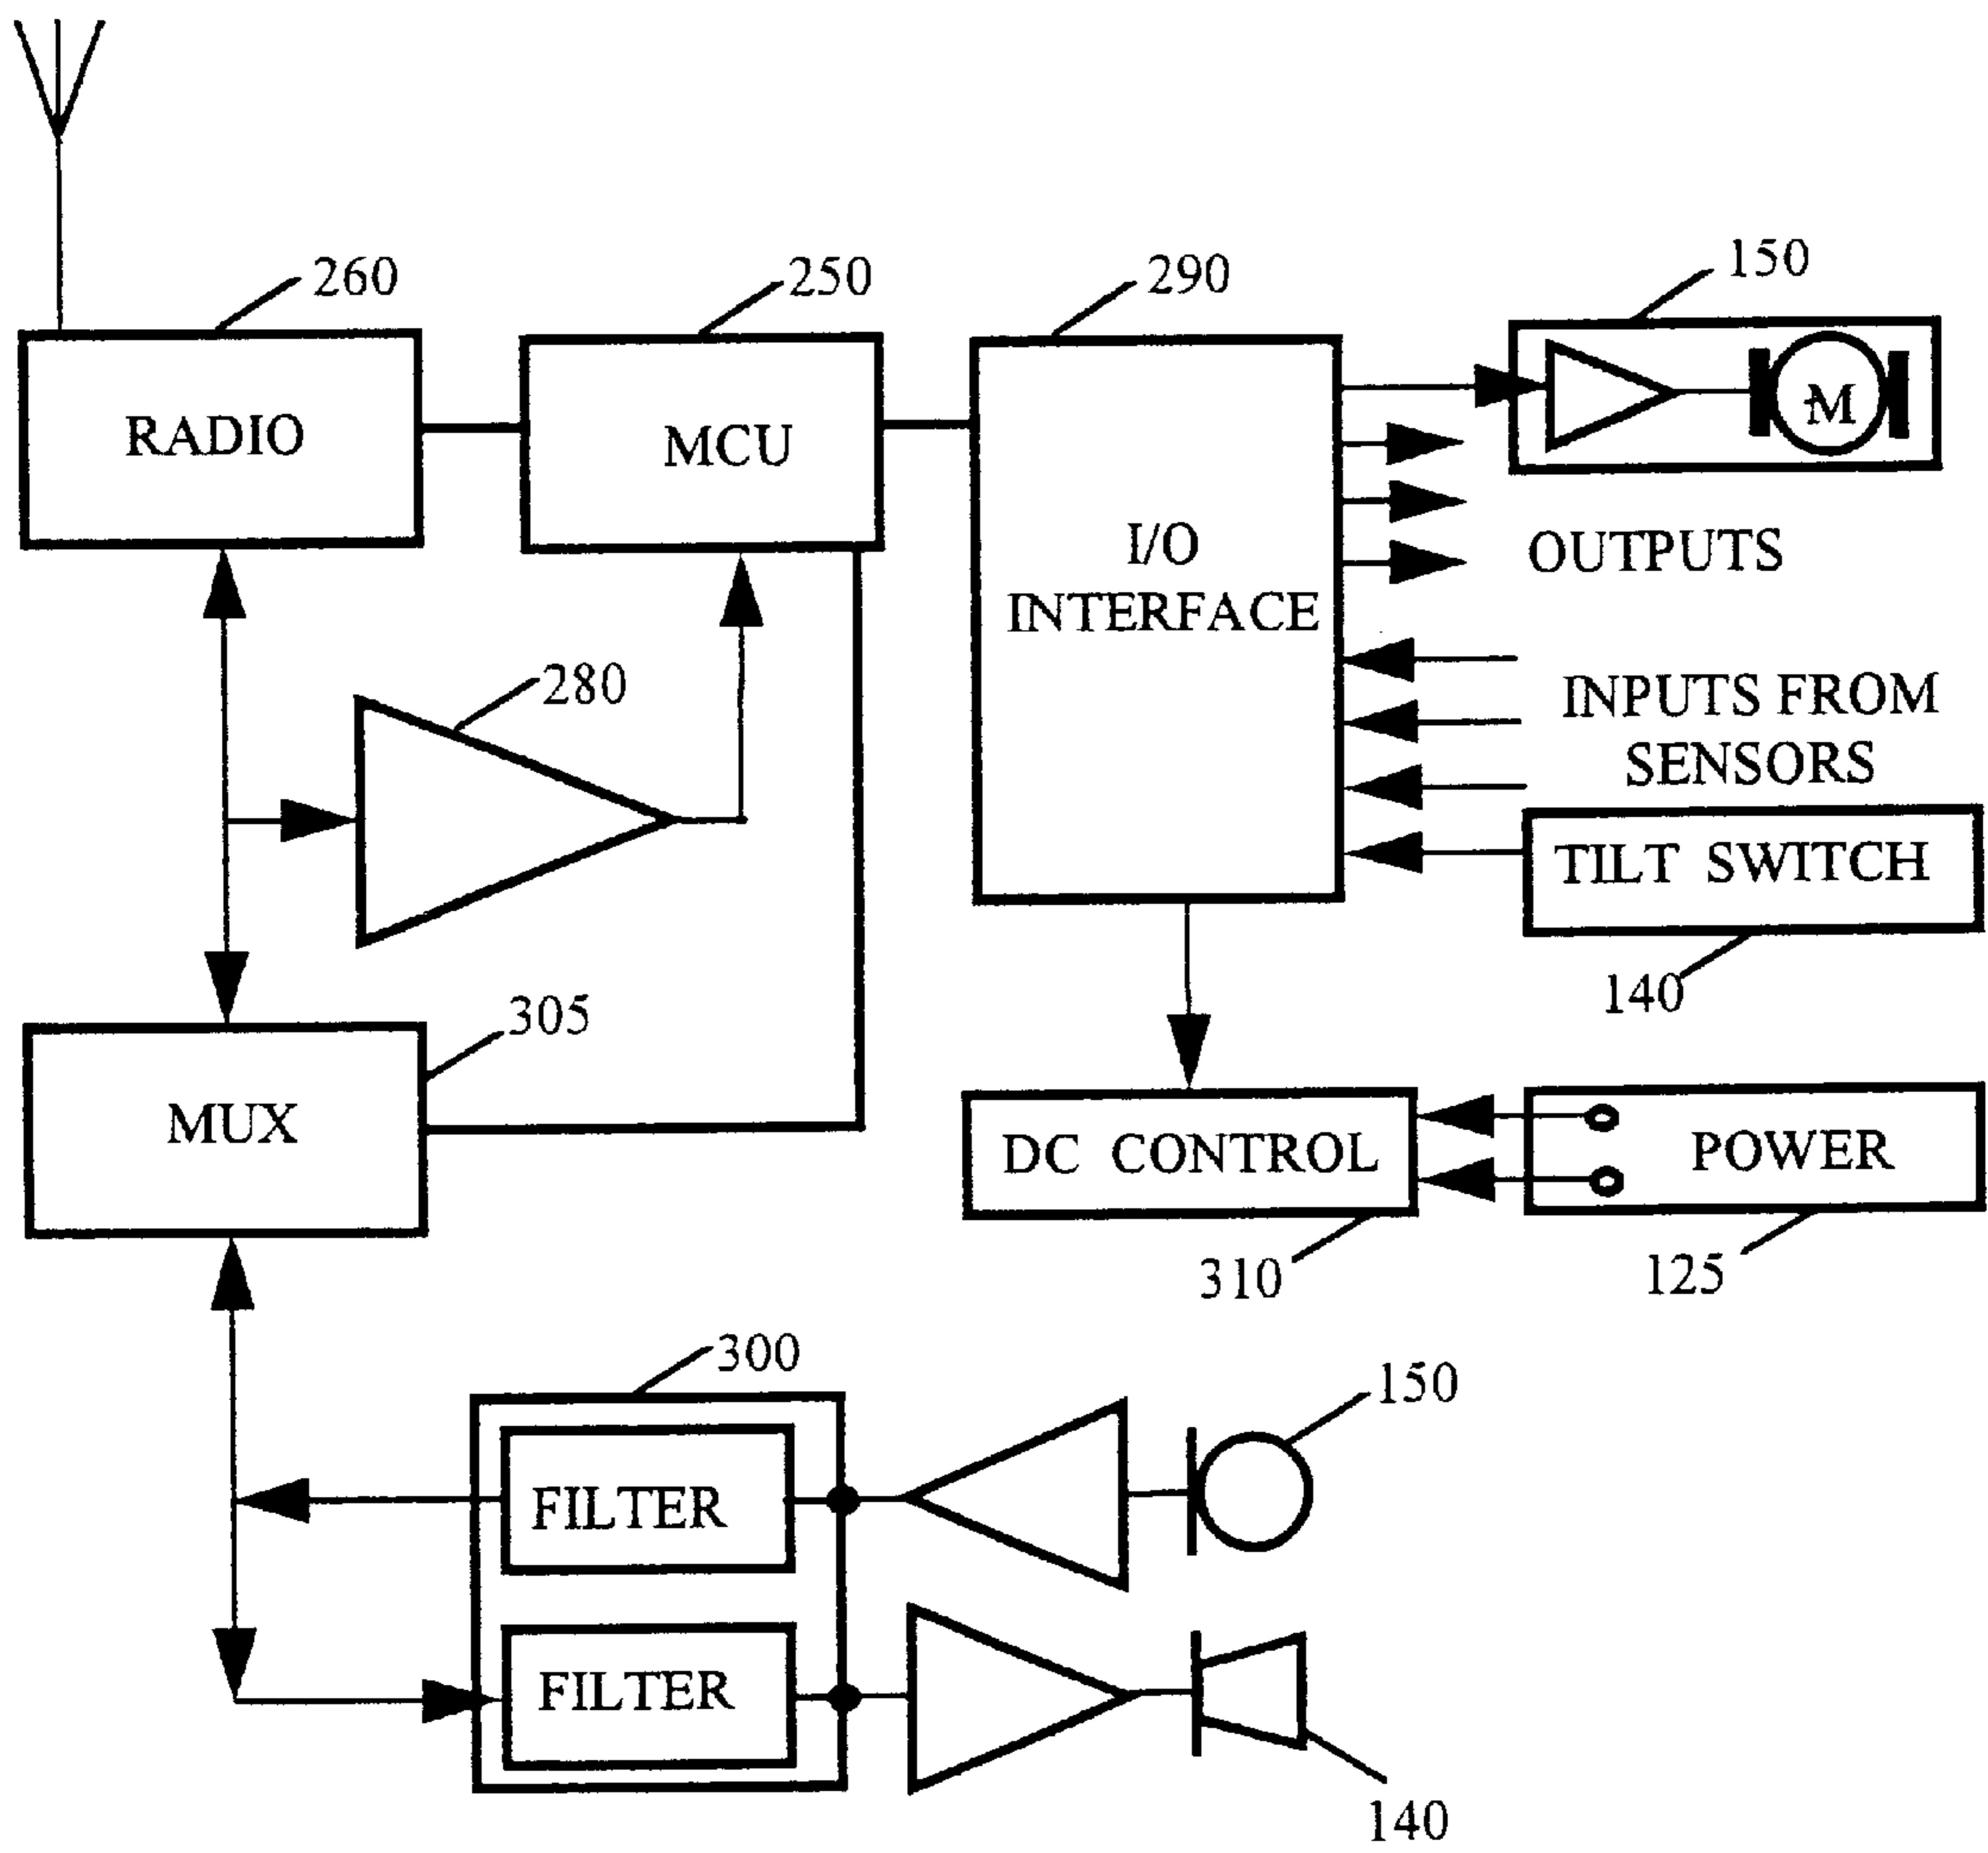 260
250
290
150
RADIO
MCU
I/O
INTERFACE
M
OUTPUTS
280
INPUTS FROM
SENSORS
TILT SWITCH
140
305
MUX
DC CONTROL
POWER
310
125
300
150
FILTER
FILTER
140